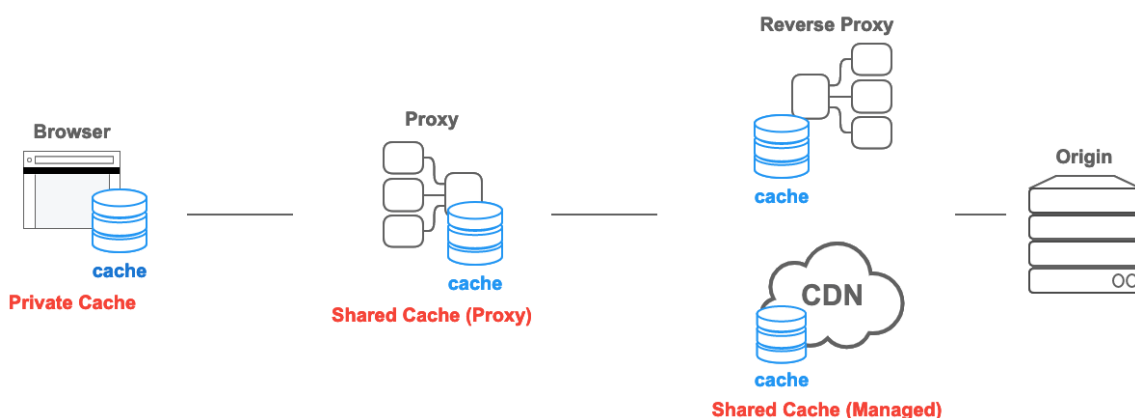 Browser
cache
Private Cache
Proxy
cache
Shared Cache (Proxy)
Reverse Proxy
cache
CDN
cache
Shared Cache (Managed)
Origin